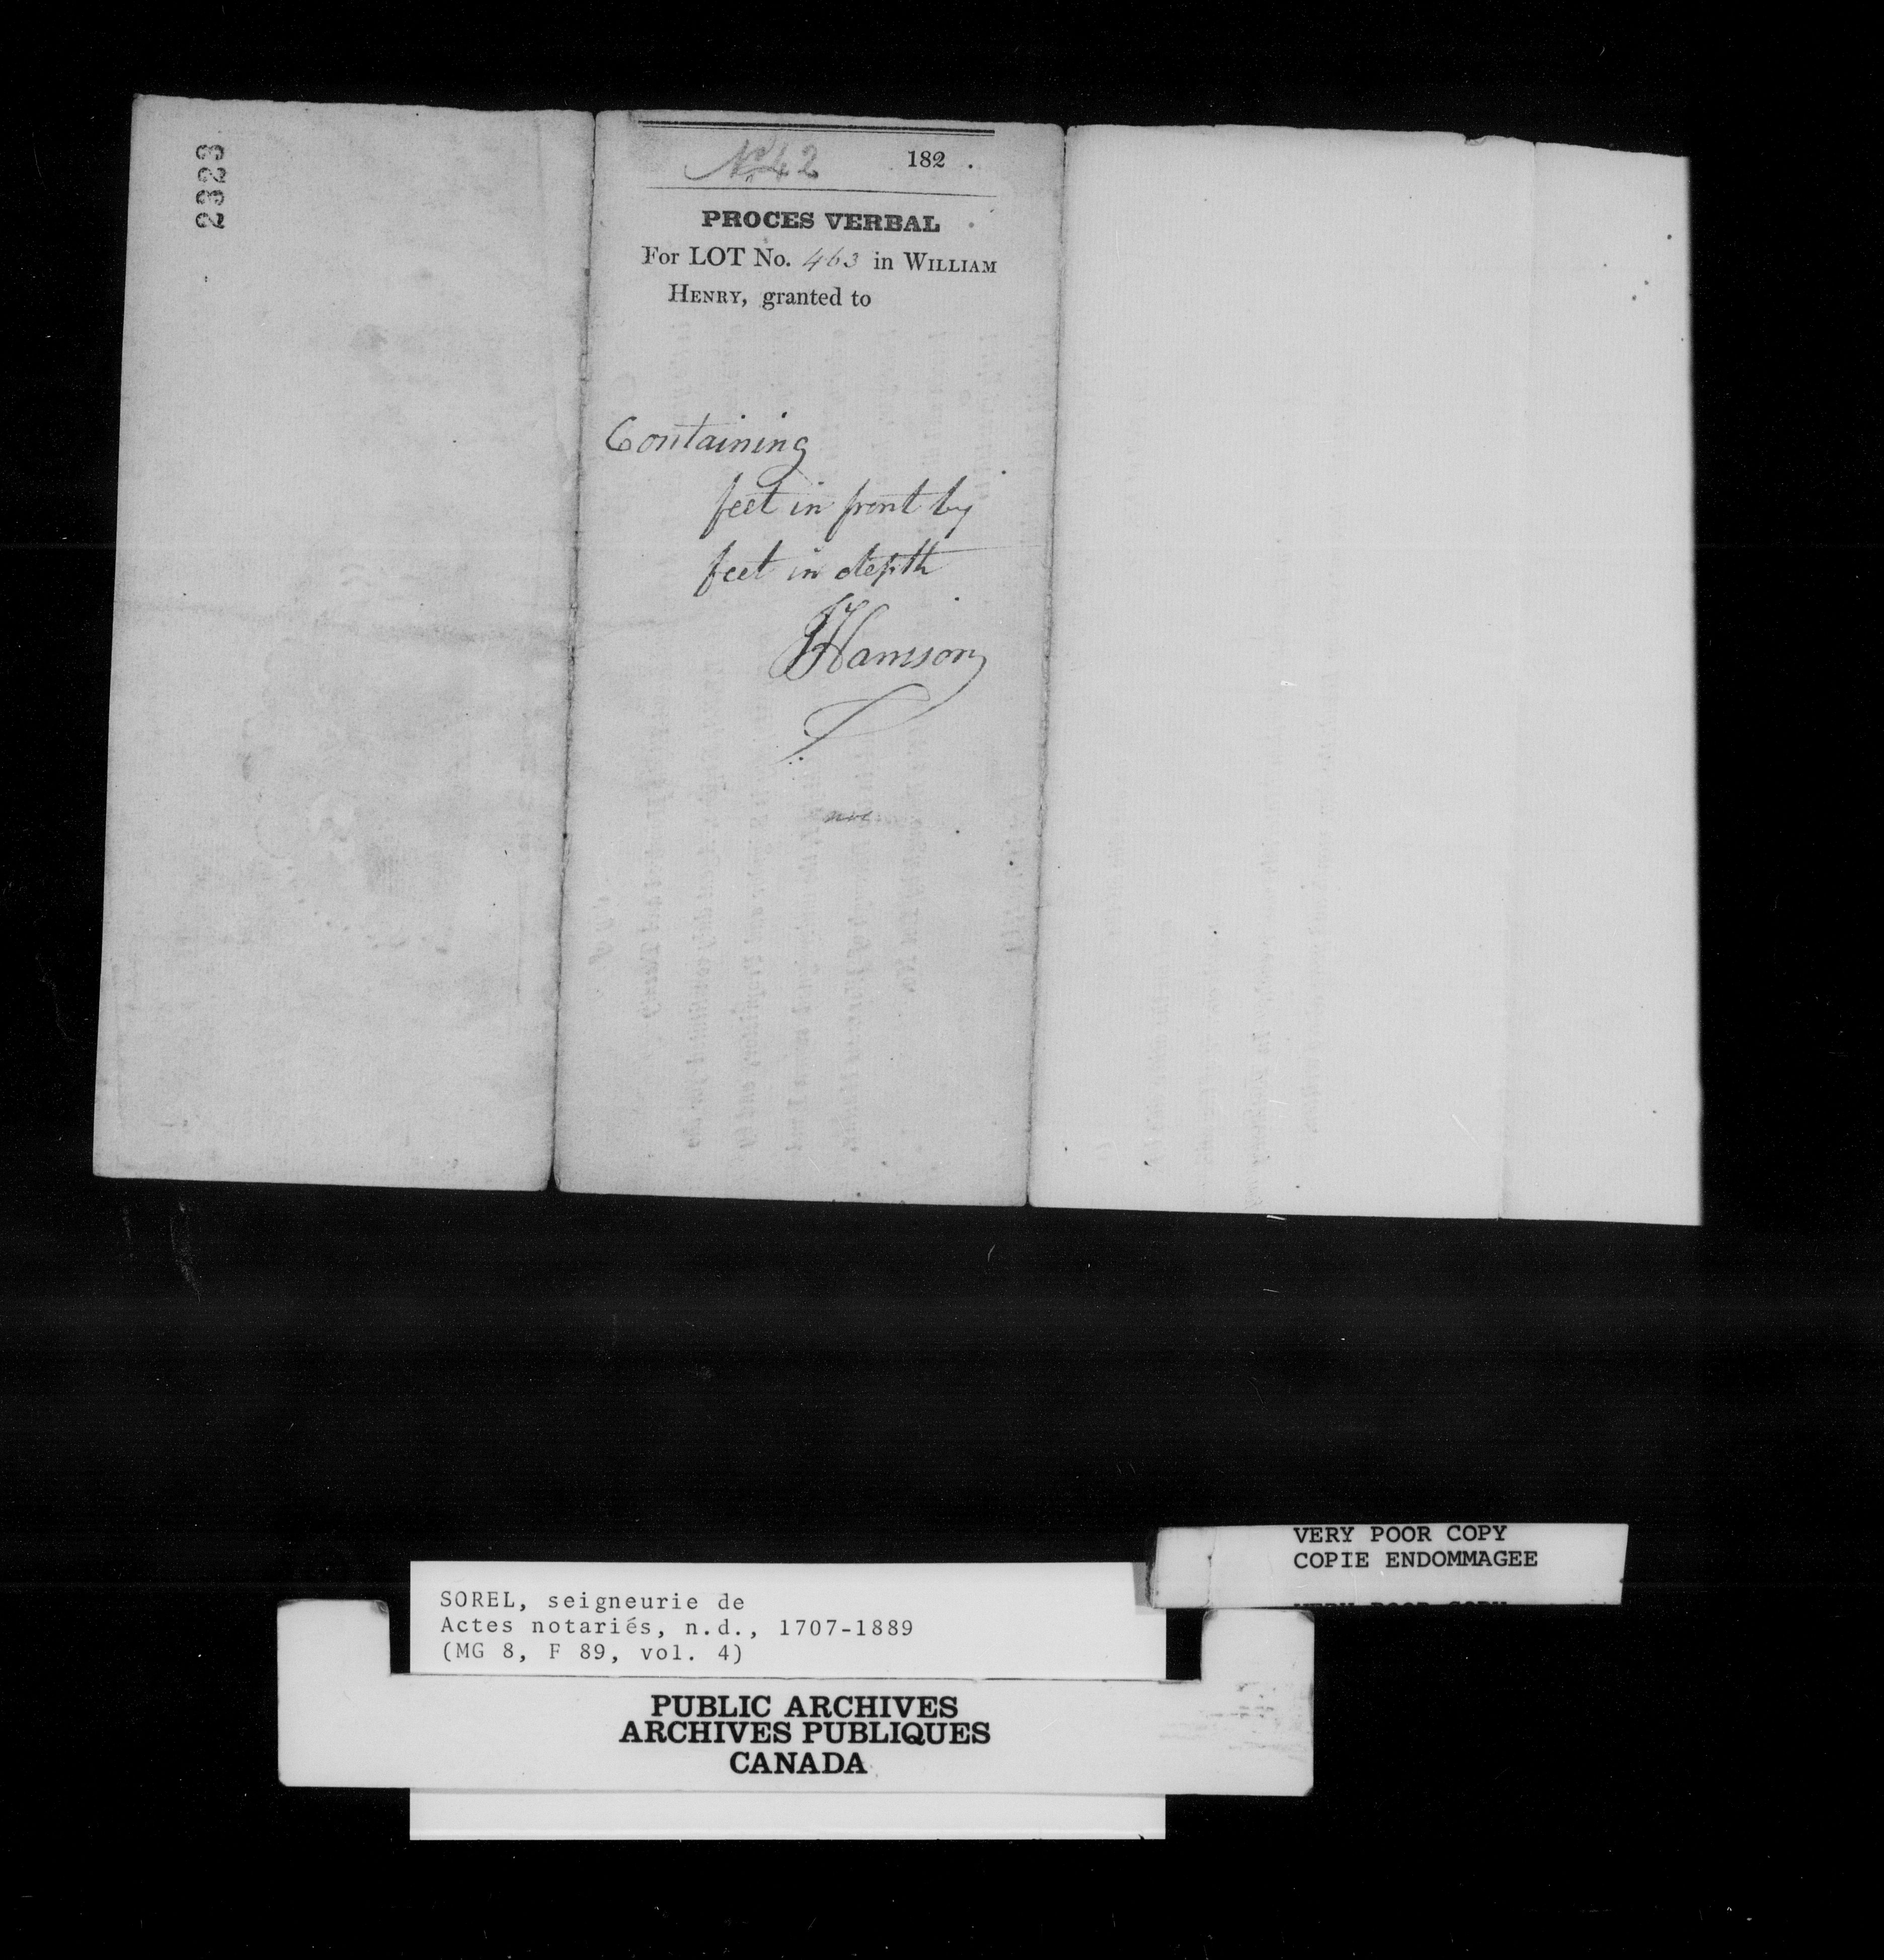 2323
No 42 182 .
PROCES VERBAL
For LOT No. 463 in WILLIAM
HENRY, granted to
Containing
feet in front by
feet in depth
VERY POOR COPY
COPIE ENDOMMAGEE
SOREL, seigneurie de
Actes notariés, n.d., 1707-1889
(MG 8, F 89, vol. 4)
PUBLIC ARCHIVES
ARCHIVES PUBLIQUES
CANADA